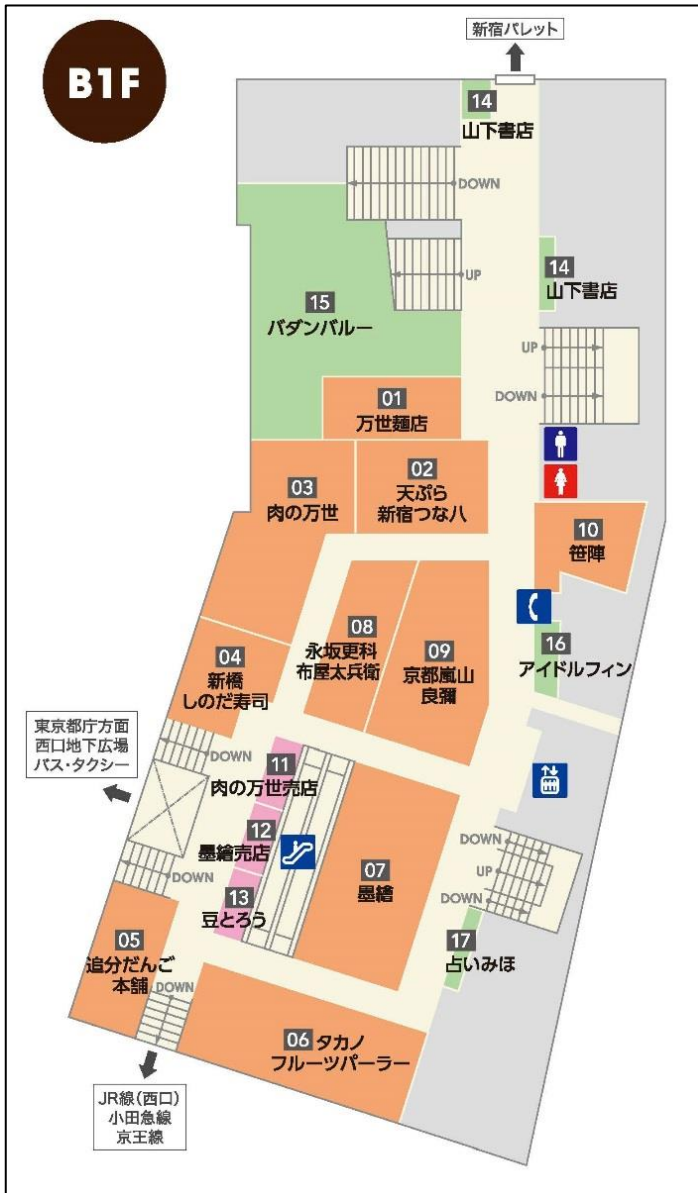 B1F
新宿パレット
14
山下書店
DOWN
UP
14
山下書店
15
バダンバルー
UP
DOWN
01
万世麺店
02
天ぷら
新宿つな八
03
肉の万世
10
笹陣
08
永坂更科
布屋太兵衛
09
京都嵐山
良彌
16
アイドルフィン
04
新橋
しのだ寿司
東京都庁方面
西口地下広場
バス・タクシー
DOWN
11
肉の万世売店
12
墨繪売店
13
豆とろう
DOWN
07
墨繪
DOWN
UP
DOWN
17
占いみほ
05
追分だんご
本舗
DOWN
06 タカノ
フルーツパーラー
JR線(西口)
小田急線
京王線